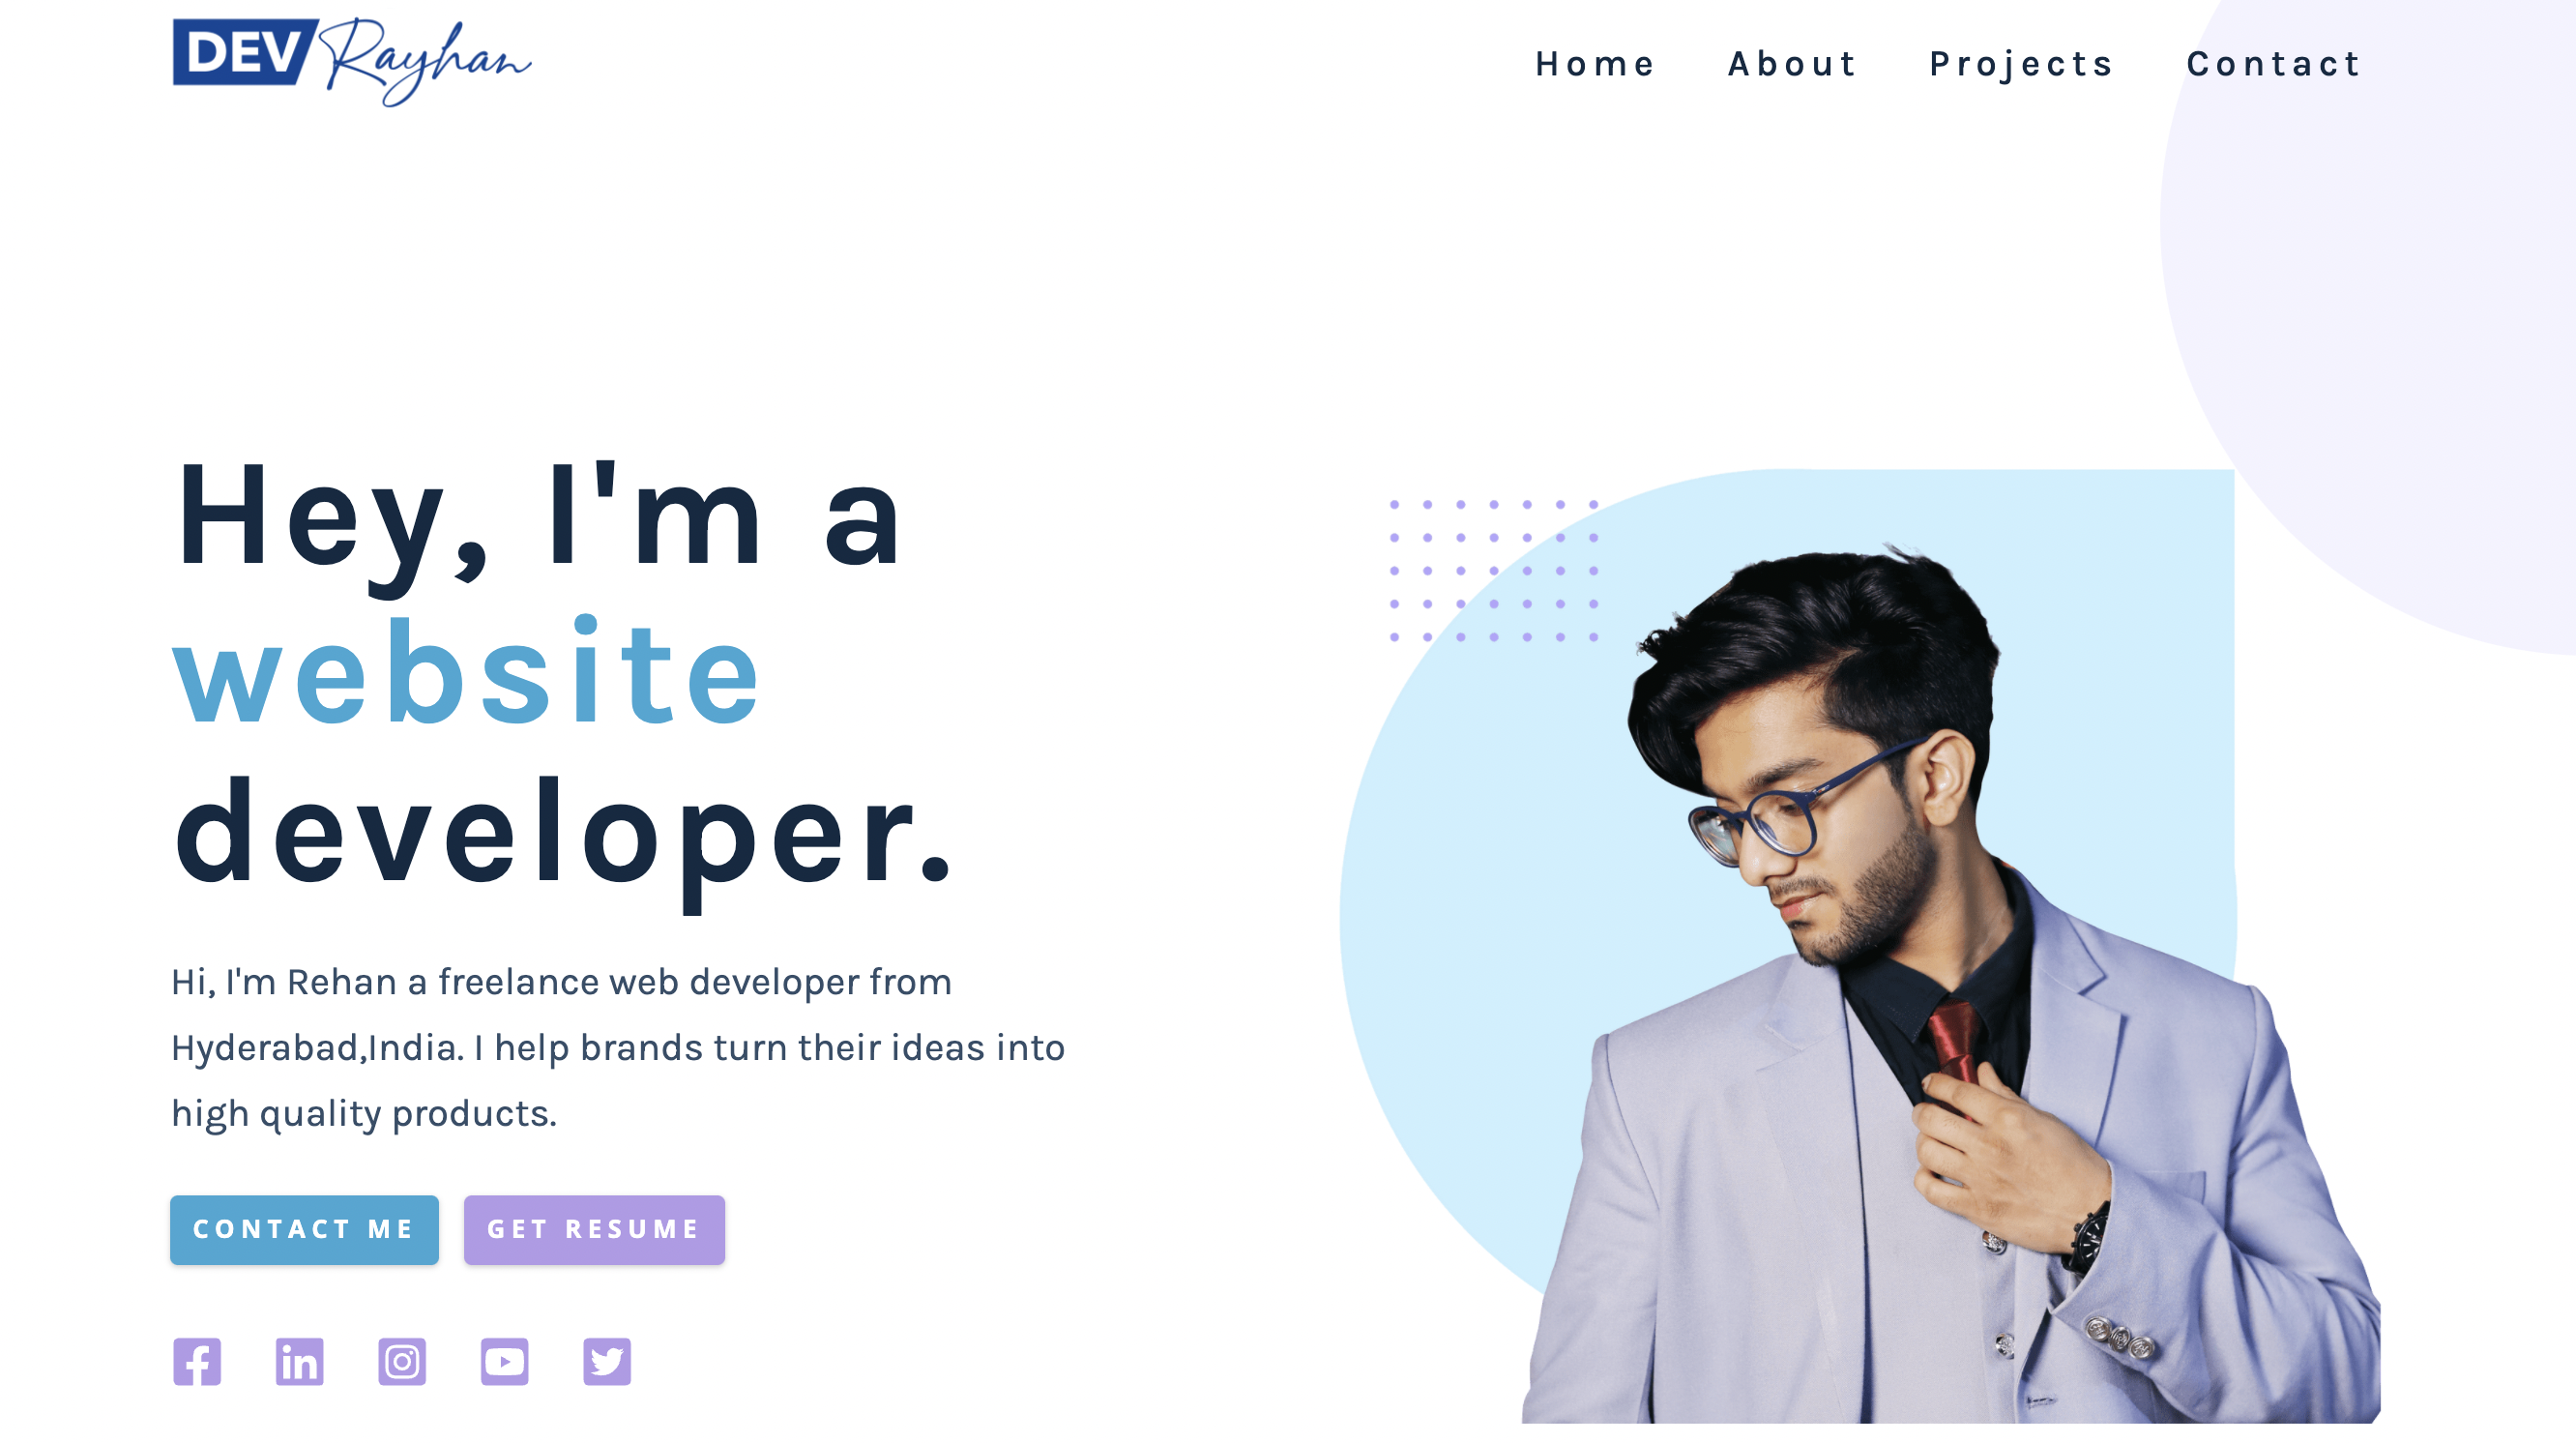 DEV Rayhan
Home About Projects Contact
Hey, I'm a
website
developer.
Hi, I'm Rehan a freelance web developer from
Hyderabad,India. I help brands turn their ideas into
high quality products.
CONTACT ME GET RESUME